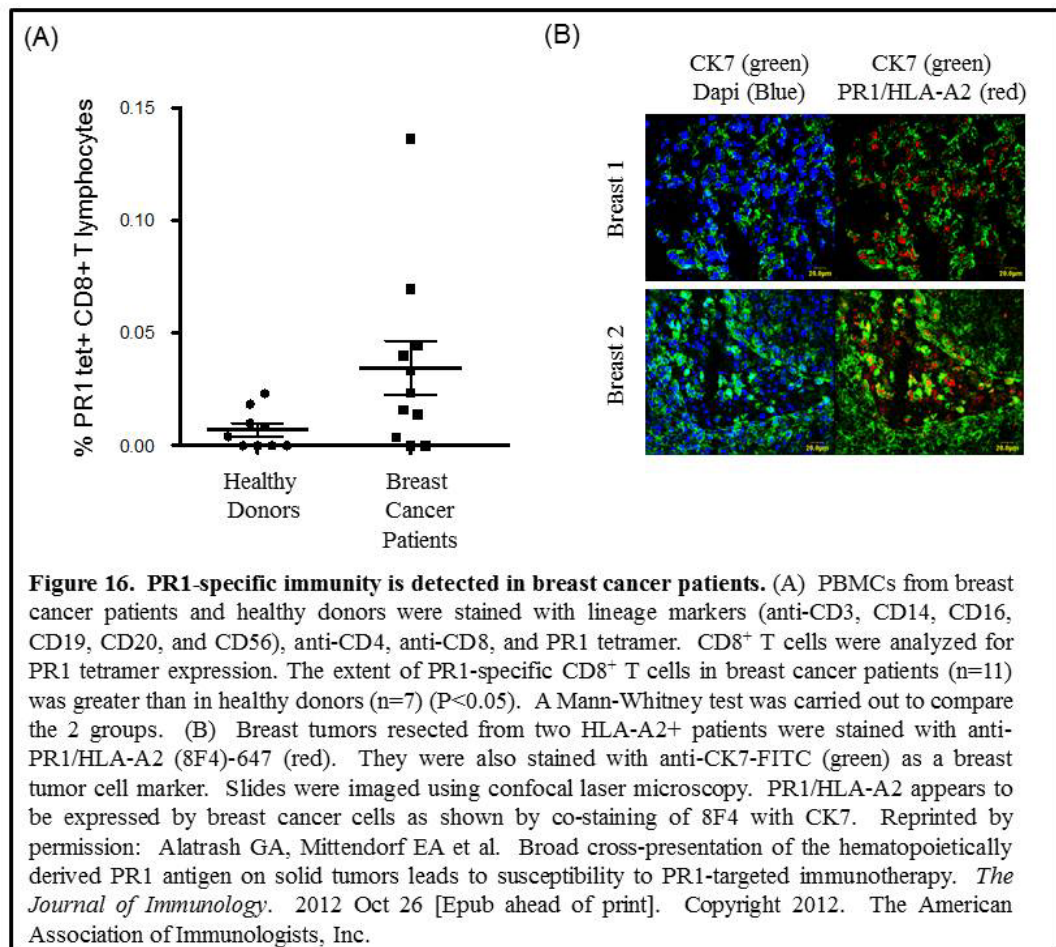 (A)
(B)
CK7 (green)
Dapi (Blue)
CK7 (green)
PR1/HLA-A2 (red)
% PR1 tet+ CD8+ T lymphocytes
0.15
0.10
0.05
0.00
Healthy
Donors
Breast
Cancer
Patients
Breast 1
Breast 2
20.0µm
20.0µm
20.0µm
20.0µm
Figure 16. PR1-specific immunity is detected in breast cancer patients. (A) PBMCs from breast
cancer patients and healthy donors were stained with lineage markers (anti-CD3, CD14, CD16,
CD19, CD20, and CD56), anti-CD4, anti-CD8, and PR1 tetramer. CD8⁺ T cells were analyzed for
PR1 tetramer expression. The extent of PR1-specific CD8⁺ T cells in breast cancer patients (n=11)
was greater than in healthy donors (n=7) (P<0.05). A Mann-Whitney test was carried out to compare
the 2 groups. (B) Breast tumors resected from two HLA-A2+ patients were stained with anti-
PR1/HLA-A2 (8F4)-647 (red). They were also stained with anti-CK7-FITC (green) as a breast
tumor cell marker. Slides were imaged using confocal laser microscopy. PR1/HLA-A2 appears to
be expressed by breast cancer cells as shown by co-staining of 8F4 with CK7. Reprinted by
permission: Alatrash GA, Mittendorf EA et al. Broad cross-presentation of the hematopoietically
derived PR1 antigen on solid tumors leads to susceptibility to PR1-targeted immunotherapy. The
Journal of Immunology. 2012 Oct 26 [Epub ahead of print]. Copyright 2012. The American
Association of Immunologists, Inc.